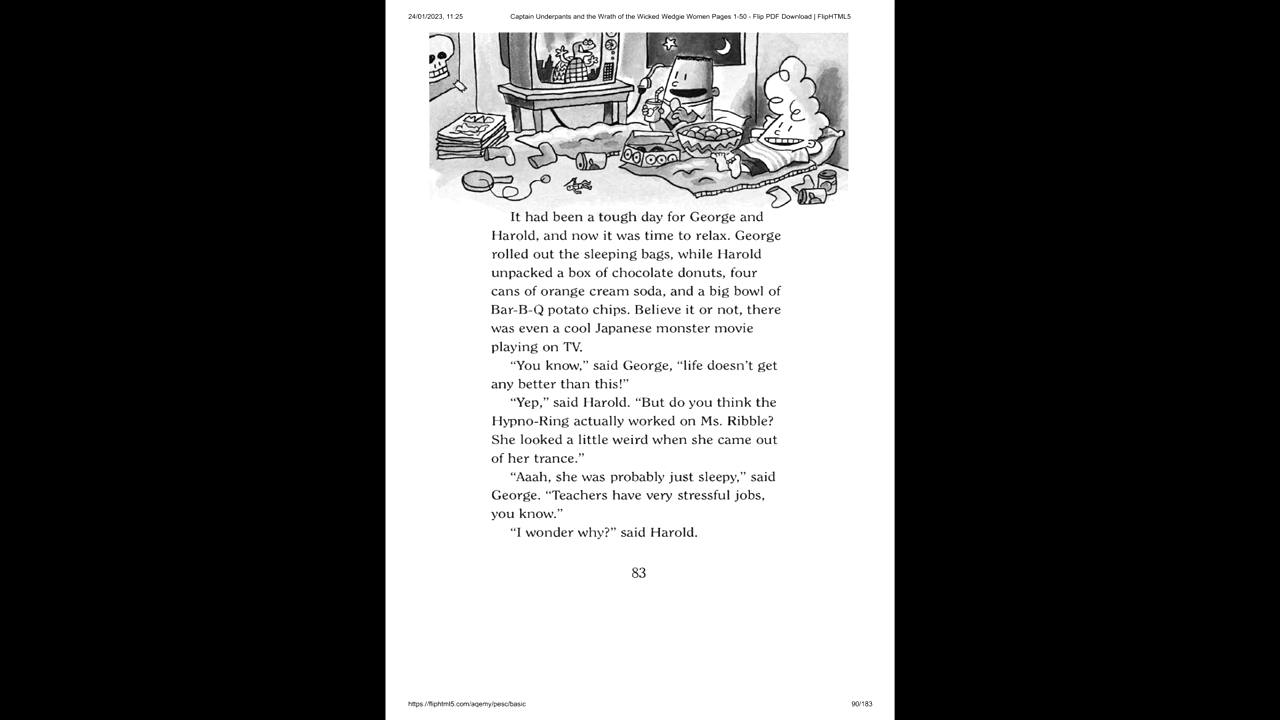 24/01/2023, 11:25
Captain Underpants and the Wrath of the Wicked Wedgie Women Pages 1-50 - Flip PDF Download | FlipHTML5
It had been a tough day for George and
Harold, and now it was time to relax. George
rolled out the sleeping bags, while Harold
unpacked a box of chocolate donuts, four
cans of orange cream soda, and a big bowl of
Bar-B-Q potato chips. Believe it or not, there
was even a cool Japanese monster movie
playing on TV.
“You know,” said George, “life doesn’t get
any better than this!”
“Yep,” said Harold. “But do you think the
Hypno-Ring actually worked on Ms. Ribble?
She looked a little weird when she came out
of her trance.”
“Aaah, she was probably just sleepy,” said
George. “Teachers have very stressful jobs,
you know.”
“I wonder why?” said Harold.
83
https://fliphtml5.com/aqemy/pesc/basic
90/183